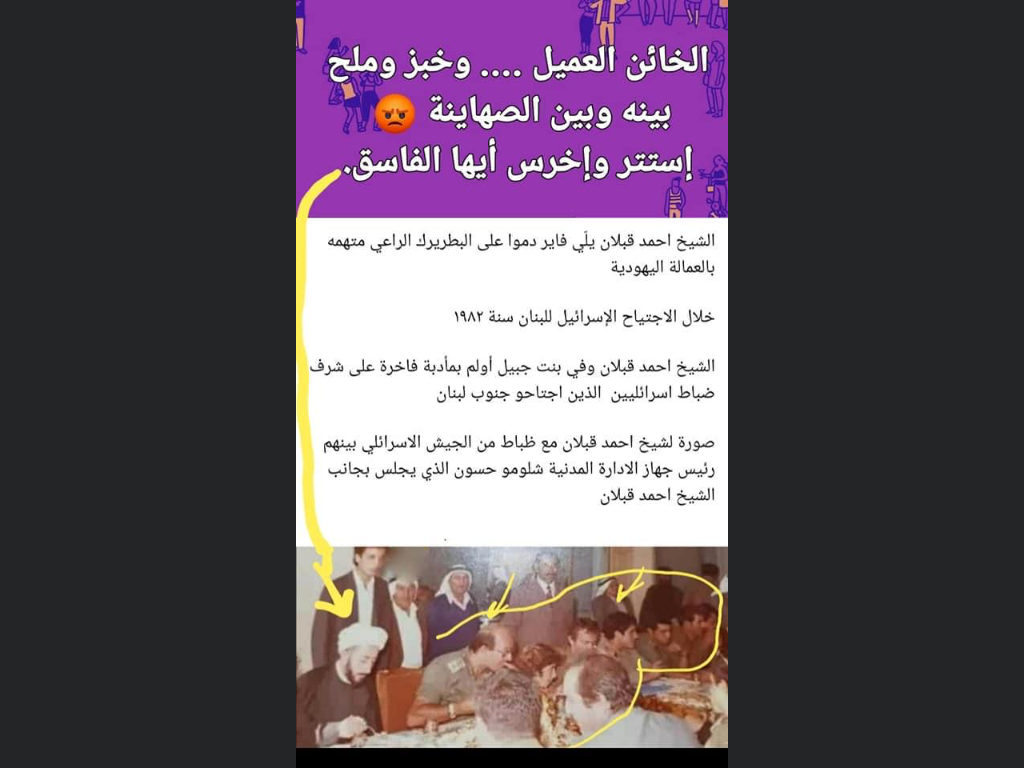 الخائن العميل .... وخبز وملح
بينه وبين الصهاينة 😡
إستتر وإخرس أيها الفاسق.
الشيخ احمد قبلان يلّي فاير دموا على البطريرك الراعي متهمه
بالعمالة اليهودية
خلال الاجتياح الإسرائيل للبنان سنة ١٩٨٢
الشيخ احمد قبلان وفي بنت جبيل أولم بمأدبة فاخرة على شرف
ضباط اسرائليين الذين اجتاحو جنوب لبنان
صورة لشيخ احمد قبلان مع ظباط من الجيش الاسرائلي بينهم
رئيس جهاز الادارة المدنية شلومو حسون الذي يجلس بجانب
الشيخ احمد قبلان